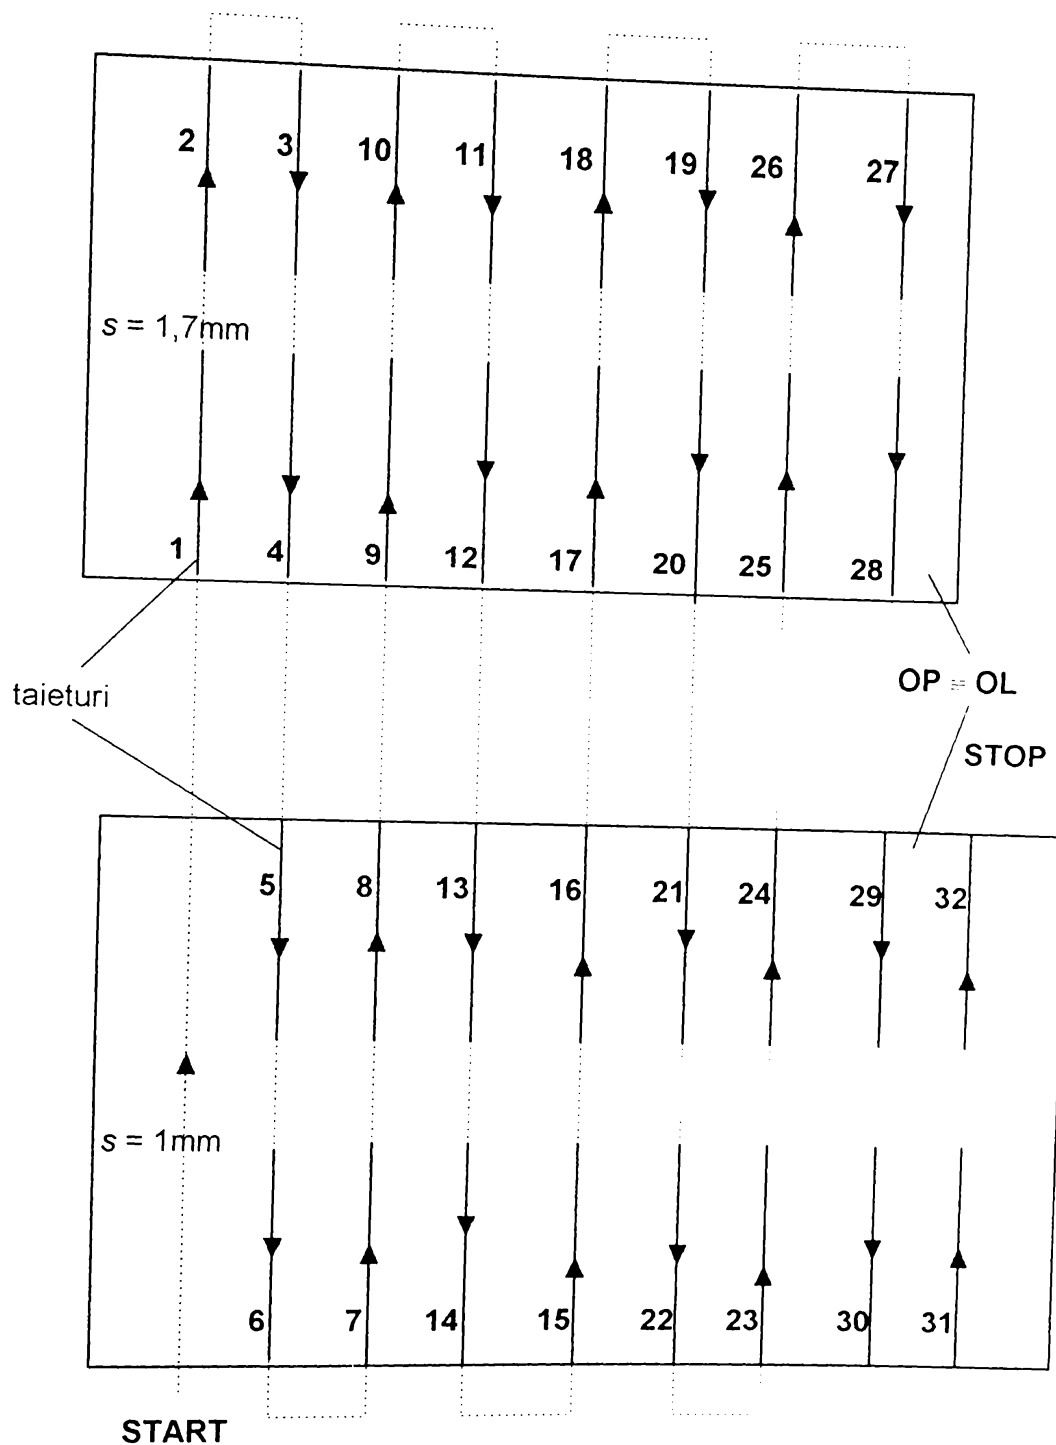 2 3 10 11 18 19 26 27
s = 1,7mm
1 4 9 12 17 20 25 28
taieturi
OP = OL
STOP
5 8 13 16 21 24 29 32
s = 1mm
6 7 14 15 22 23 30 31
START